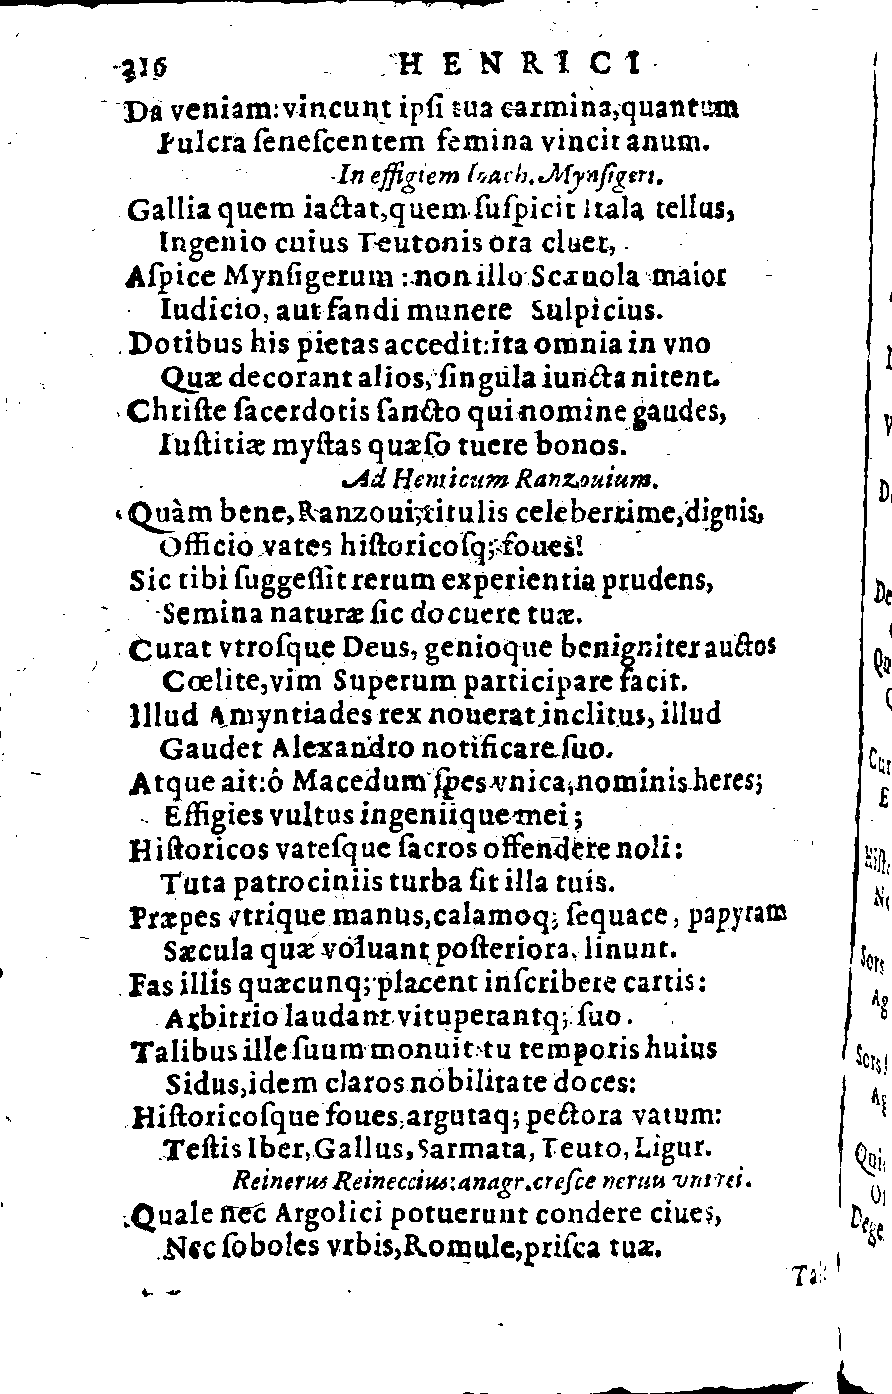 316 HENRICI
Da veniam: vincunt ipſi tua carmina, quantum
Pulcra ſeneſcentem femina vincit anum.
In effigiem Ioach. Mynſigeri.
Gallia quem iactat, quem ſuſpicit Itala tellus,
Ingenio cuius Teutonis ora cluet,
Aſpice Mynſigerum: non illo Scæuola maior
Iudicio, aut fandi munere Sulpicius.
Dotibus his pietas accedit: ita omnia in vno
Quæ decorant alios, ſingula iuncta nitent.
Chriſte ſacerdotis ſancto qui nomine gaudes,
Iuſtitiæ myſtas quæſo tuere bonos.
Ad Henricum Ranzouium.
Quàm bene, Ranzoui, titulis celeberrime, dignis,
Officio vates hiſtoricoſq; foues!
Sic tibi ſuggeſſit rerum experientia prudens,
Semina naturæ ſic docuere tuæ.
Curat vtroſque Deus, genioque benigniter auctos
Cœlite, vim Superum participare facit.
Illud Amyntiades rex nouerat inclitus, illud
Gaudet Alexandro notificare ſuo.
Atque ait: ô Macedum ſpes vnica, nominis heres;
Effigies vultus ingeniique mei;
Hiſtoricos vateſque ſacros offendere noli:
Tuta patrociniis turba ſit illa tuis.
Præpes vtrique manus, calamoq; ſequace, papyram
Sæcula quæ voluant poſteriora, linunt.
Fas illis quæcunq; placent inſcribere cartis:
Arbitrio laudant vituperantq; ſuo.
Talibus ille ſuum monuit: tu temporis huius
Sidus, idem claros nobilitate doces:
Hiſtoricoſque foues, argutaq; pectora vatum:
Teſtis Iber, Gallus, Sarmata, Teuto, Ligur.
Reinerus Reineccius: anagr. creſce neruu vni rei.
Quale nec Argolici potuerunt condere ciues,
Nec ſoboles vrbis, Romule, priſca tuæ.